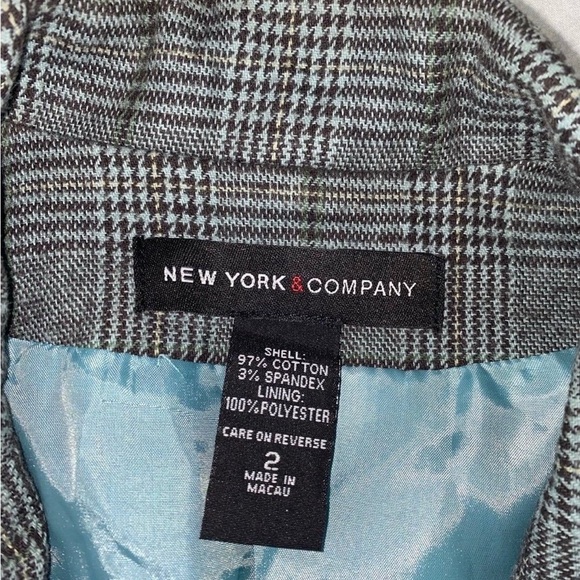 NEW YORK & COMPANY
SHELL:
97% COTTON
3% SPANDEX
LINING:
100% POLYESTER
CARE ON REVERSE
2
MADE IN
MACAU